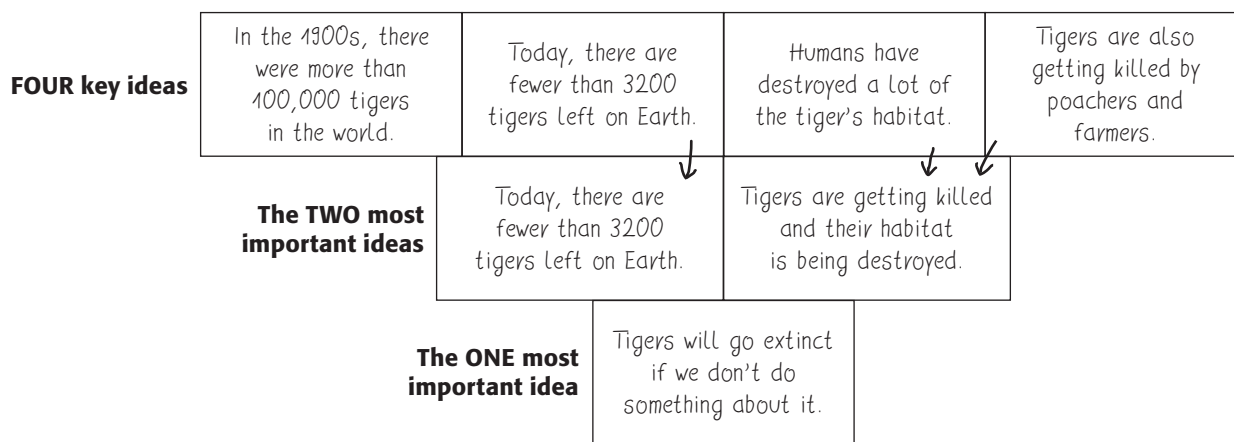 FOUR key ideas
In the 1900s, there
were more than
100,000 tigers
in the world.
Today, there are
fewer than 3200
tigers left on Earth.
Humans have
destroyed a lot of
the tiger's habitat.
Tigers are also
getting killed by
poachers and
farmers.
The TWO most
important ideas
Today, there are
fewer than 3200
tigers left on Earth.
Tigers are getting killed
and their habitat
is being destroyed.
The ONE most
important idea
Tigers will go extinct
if we don't do
something about it.